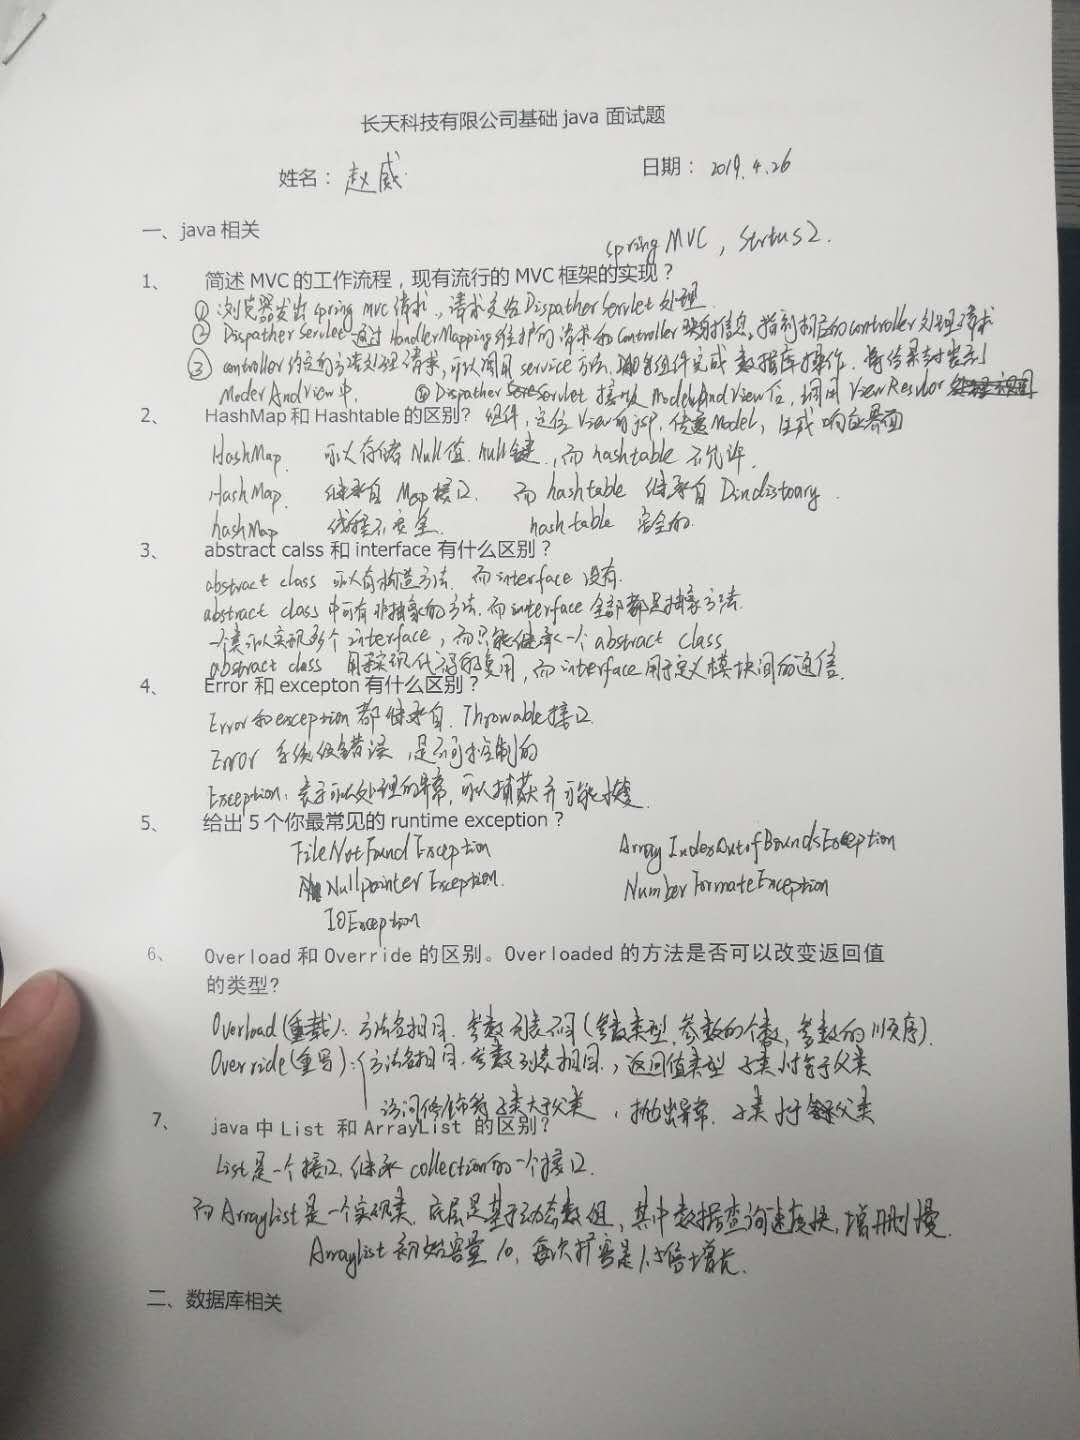 长天科技有限公司基础 java 面试题
姓名：赵威 日期：2019.4.26
一、java 相关
spring MVC，Strtus2.
1、 简述 MVC 的工作流程，现有流行的 MVC 框架的实现？
① 浏览器发出 spring mvc 请求，请求交给 DispatherServlet 处理
② DispatherServlet 通过 HandlerMapping 维护的请求和 Controller 映射信息，找到对应的 controller 处理请求
③ controller 约定的方法处理请求，可以调用 service 方法，组件完成 数据库操作. 将结果封装到
ModerAndView 中. ④ Dispather Servlet 接收 ModelAndView 后，调用 ViewReslvor
2、 HashMap 和 Hashtable 的区别？ 组件，定位 View 的 jsp，传递 Model，生成 响应界面
HashMap. 可以存储 Null 值. null 键，而 hashtable 不允许.
HashMap. 继承自 Map 接口. 而 hashtable 继承自 Dindistoary.
hashMap 线程不安全. hashtable 安全的.
3、 abstract calss 和 interface 有什么区别？
abstract class 可以有构造方法. 而 interface 没有.
abstract class 中可有非抽象的方法. 而 interface 全部都是抽象方法.
一个类可以实现多个 interface，而只能继承一个 abstract class
abstract class 用来实现代码的复用，而 interface 用于定义模块间的通信.
4、 Error 和 excepton 有什么区别？
Error 和 exception 都继承自. Throwable 接口.
Error 系统级错误，是不可控制的
Exception. 表示可以处理的异常，可以捕获并可能恢复.
5、 给出 5 个你最常见的 runtime exception？
FileNotFoundException ArrayIndexOutofBoundsException
NullpointerException. NumberFormateException
IOException
6、 Overload 和 Override 的区别。Overloaded 的方法是否可以改变返回值
的类型？
Overload(重载)：方法名相同. 参数列表不同(参数类型，参数的个数，参数的顺序).
Override(重写)：方法名相同. 参数列表相同，返回值类型 子类小于等于父类
访问修饰符 子类大于父类，抛出异常. 子类小于父类
7、 java 中 List 和 ArrayList 的区别？
List 是一个接口. 继承 collection 的一个接口.
而 Arraylist 是一个实现类. 底层是基于动态数组，其中数据查询速度快，增删慢.
Arraylist 初始容量 10，每次扩容是 1.5 倍增长.
二、数据库相关